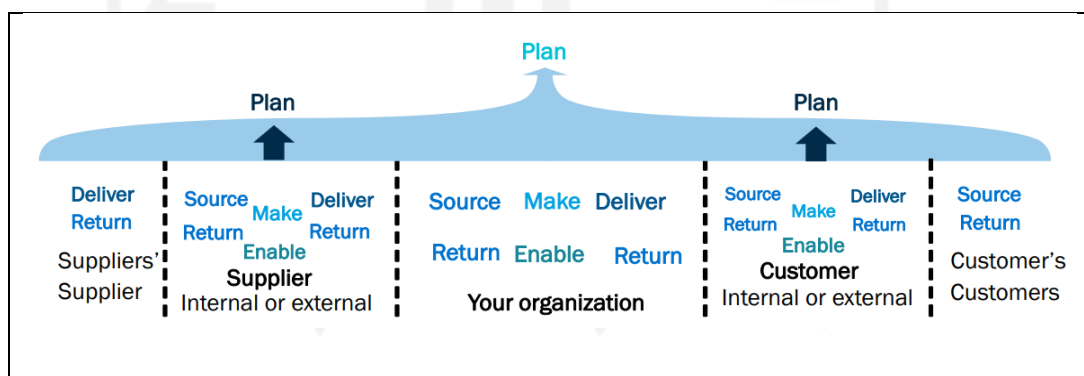 Plan
Plan
Plan
Deliver
Return
Suppliers'
Supplier
Source
Make
Deliver
Return
Return
Enable
Supplier
Internal or external
Source Make Deliver
Return Enable Return
Your organization
Source
Make
Deliver
Return
Return
Enable
Customer
Internal or external
Source
Return
Customer's
Customers